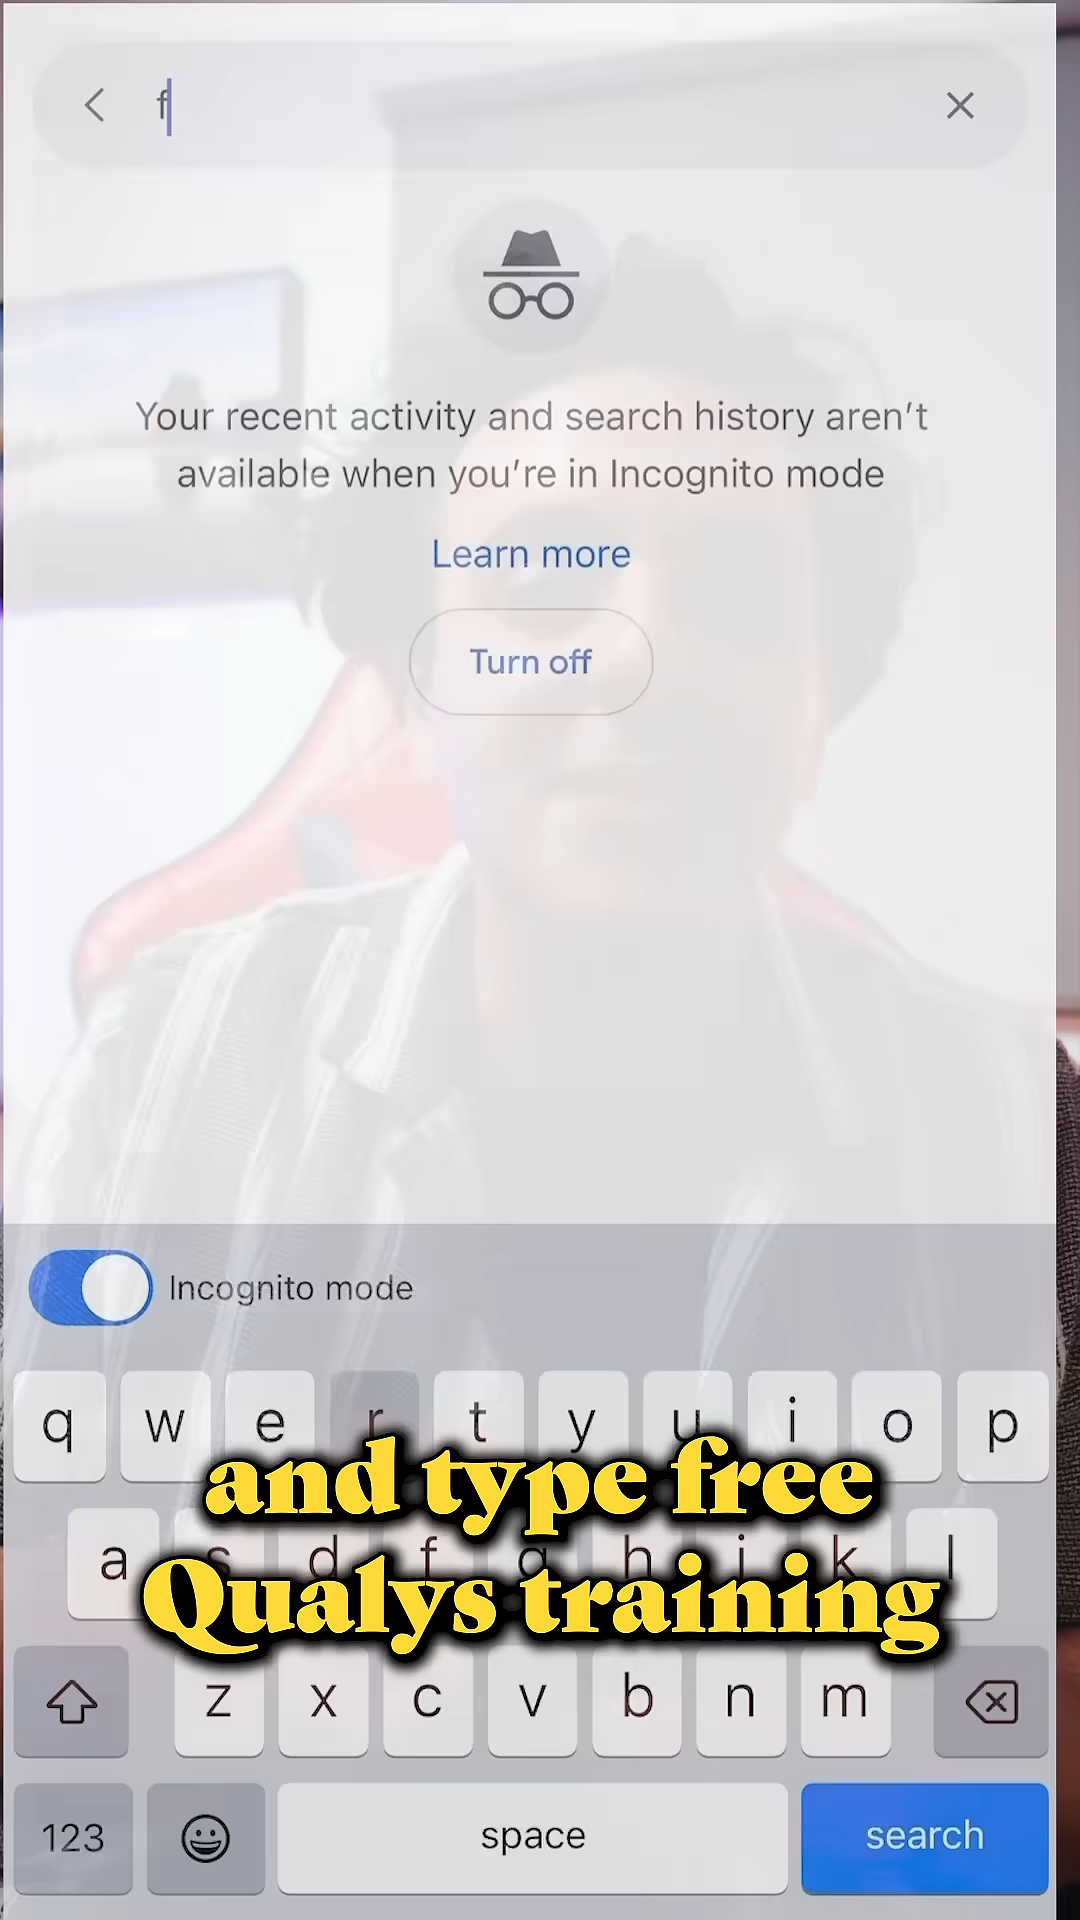 f
Your recent activity and search history aren't
available when you're in Incognito mode
Learn more
Turn off
Incognito mode
q w e r t y u i o p
and type free
a s d f g h j k l
Qualys training
z x c v b n m
123 space search